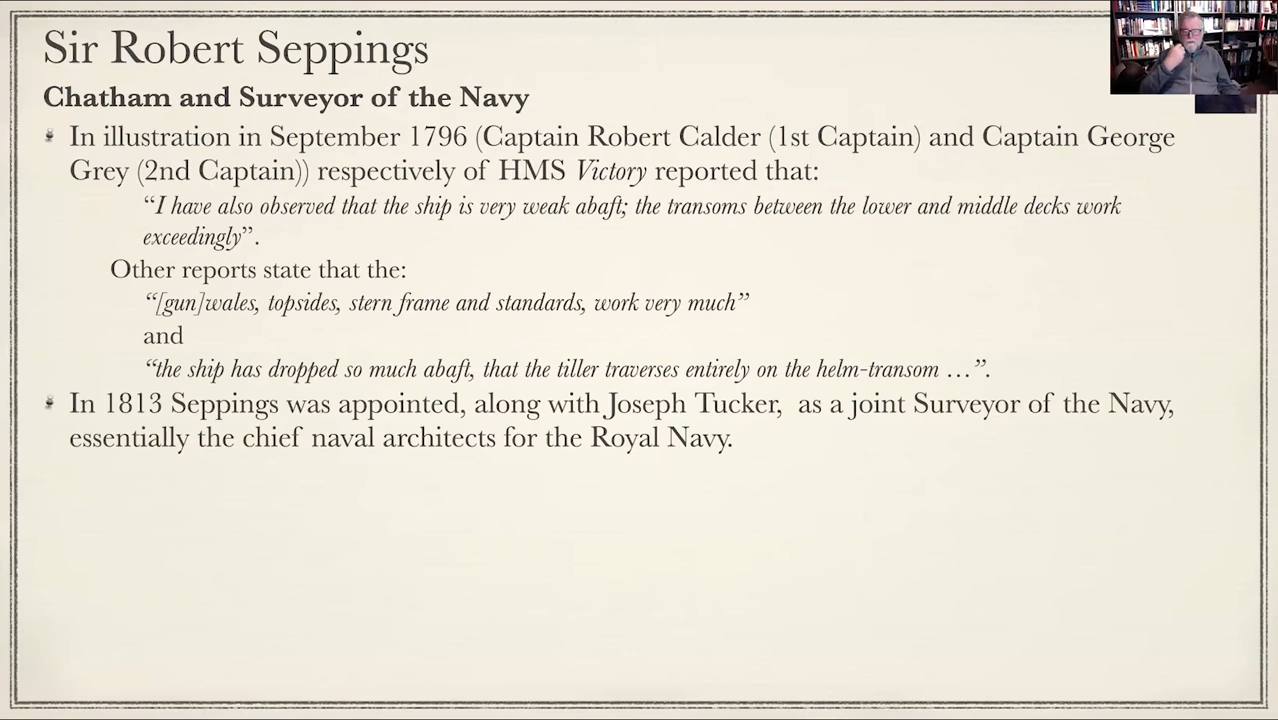 Sir Robert Seppings
Chatham and Surveyor of the Navy
In illustration in September 1796 (Captain Robert Calder (1st Captain) and Captain George
Grey (2nd Captain)) respectively of HMS Victory reported that:
“I have also observed that the ship is very weak abaft; the transoms between the lower and middle decks work
exceedingly”.
Other reports state that the:
“[gun]wales, topsides, stern frame and standards, work very much”
and
“the ship has dropped so much abaft, that the tiller traverses entirely on the helm-transom …”.
In 1813 Seppings was appointed, along with Joseph Tucker, as a joint Surveyor of the Navy,
essentially the chief naval architects for the Royal Navy.